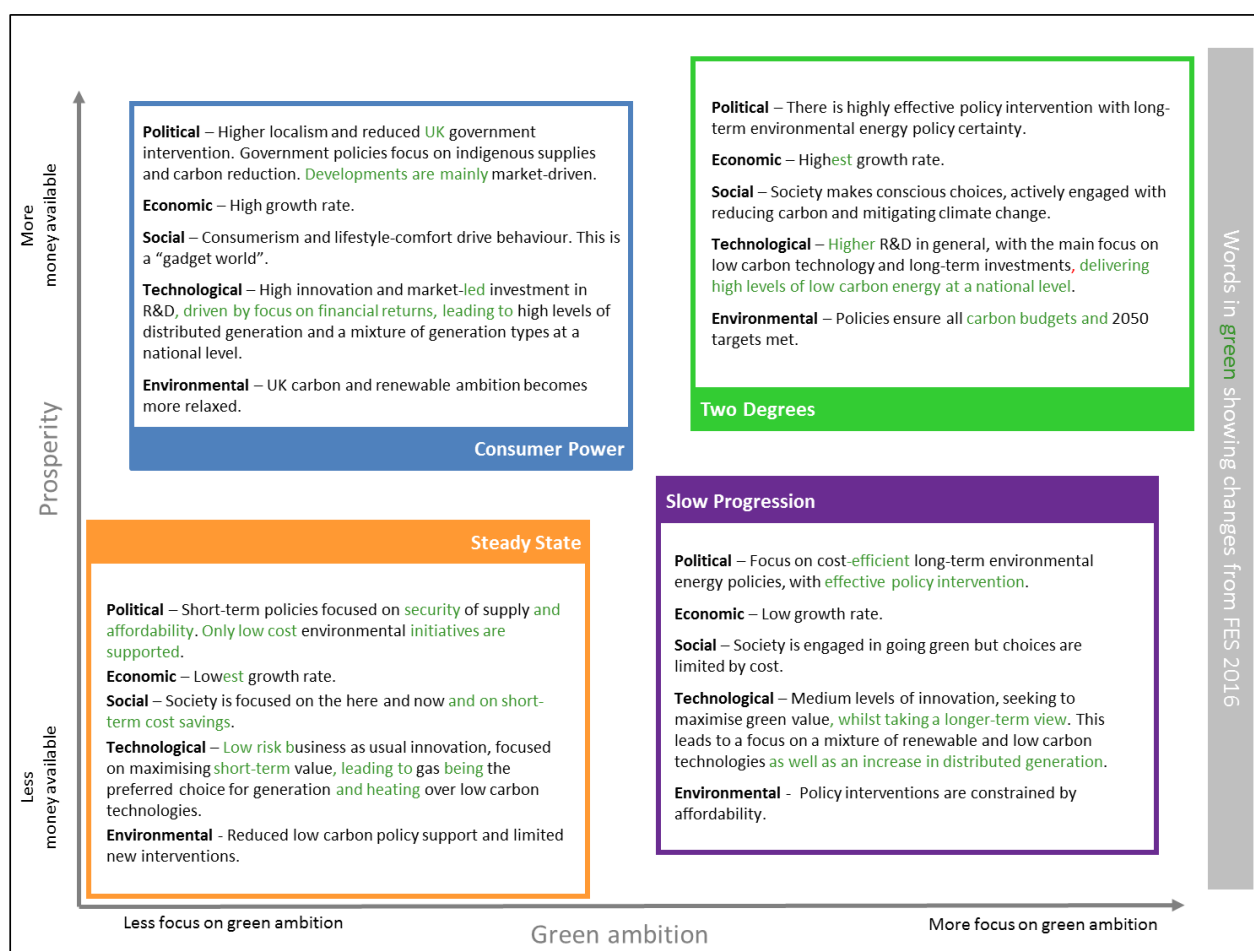 More
money available
Prosperity
Less
money available
Political – Higher localism and reduced UK government
intervention. Government policies focus on indigenous supplies
and carbon reduction. Developments are mainly market-driven.
Economic – High growth rate.
Social – Consumerism and lifestyle-comfort drive behaviour. This is
a “gadget world”.
Technological – High innovation and market-led investment in
R&D, driven by focus on financial returns, leading to high levels of
distributed generation and a mixture of generation types at a
national level.
Environmental – UK carbon and renewable ambition becomes
more relaxed.
Consumer Power
Political – There is highly effective policy intervention with long-
term environmental energy policy certainty.
Economic – Highest growth rate.
Social – Society makes conscious choices, actively engaged with
reducing carbon and mitigating climate change.
Technological – Higher R&D in general, with the main focus on
low carbon technology and long-term investments, delivering
high levels of low carbon energy at a national level.
Environmental – Policies ensure all carbon budgets and 2050
targets met.
Two Degrees
Steady State
Political – Short-term policies focused on security of supply and
affordability. Only low cost environmental initiatives are
supported.
Economic – Lowest growth rate.
Social – Society is focused on the here and now and on short-
term cost savings.
Technological – Low risk business as usual innovation, focused
on maximising short-term value, leading to gas being the
preferred choice for generation and heating over low carbon
technologies.
Environmental - Reduced low carbon policy support and limited
new interventions.
Slow Progression
Political – Focus on cost-efficient long-term environmental
energy policies, with effective policy intervention.
Economic – Low growth rate.
Social – Society is engaged in going green but choices are
limited by cost.
Technological – Medium levels of innovation, seeking to
maximise green value, whilst taking a longer-term view. This
leads to a focus on a mixture of renewable and low carbon
technologies as well as an increase in distributed generation.
Environmental - Policy interventions are constrained by
affordability.
Words in green showing changes from FES 2016
Less focus on green ambition
Green ambition
More focus on green ambition